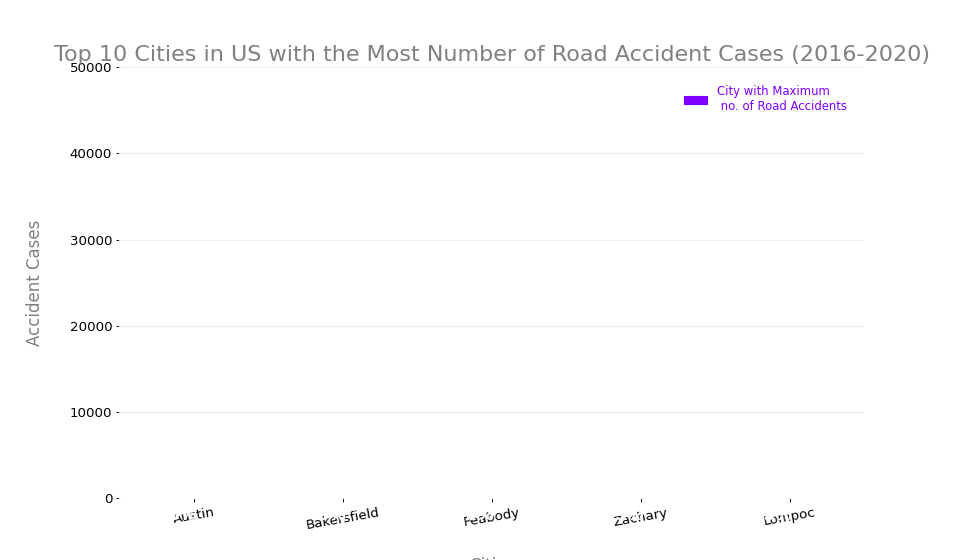 Top 10 Cities in US with the Most Number of Road Accident Cases (2016-2020)
50000
City with Maximum
no. of Road Accidents
40000
30000
20000
10000
0
Accident Cases
Austin
Bakersfield
Peabody
Zachary
Lompoc